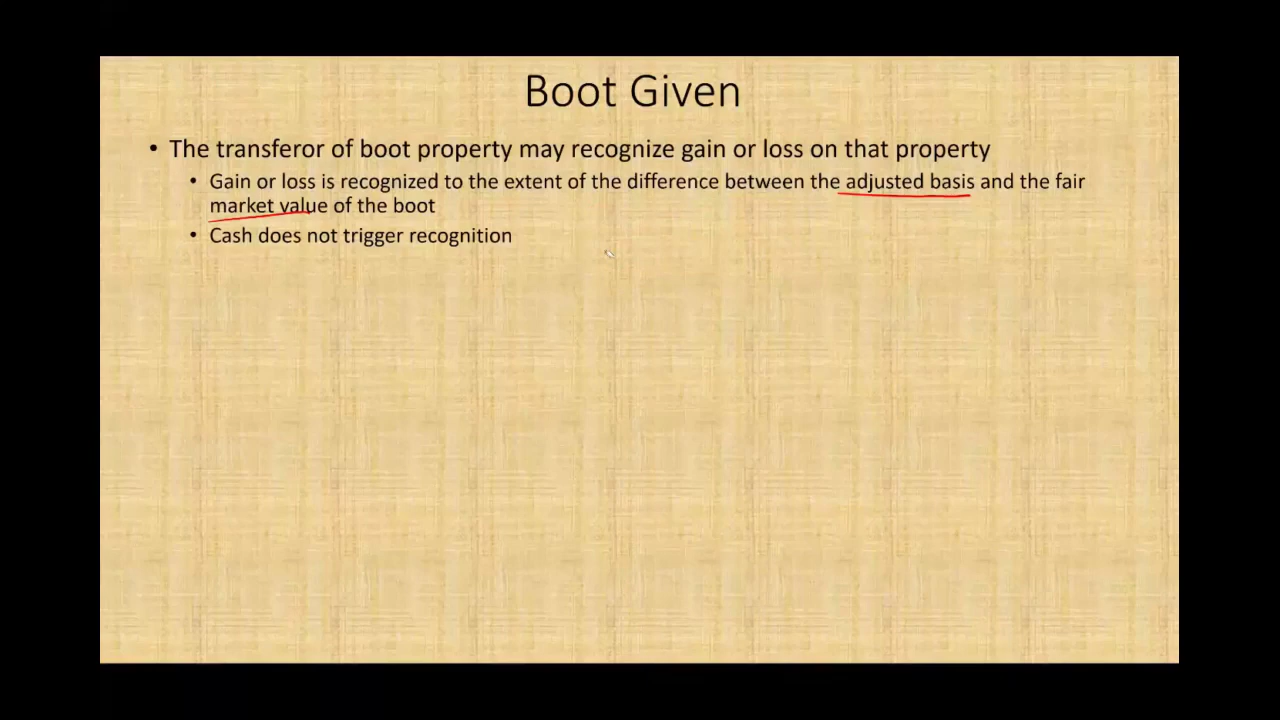 Boot Given
• The transferor of boot property may recognize gain or loss on that property
• Gain or loss is recognized to the extent of the difference between the adjusted basis and the fair
market value of the boot
• Cash does not trigger recognition